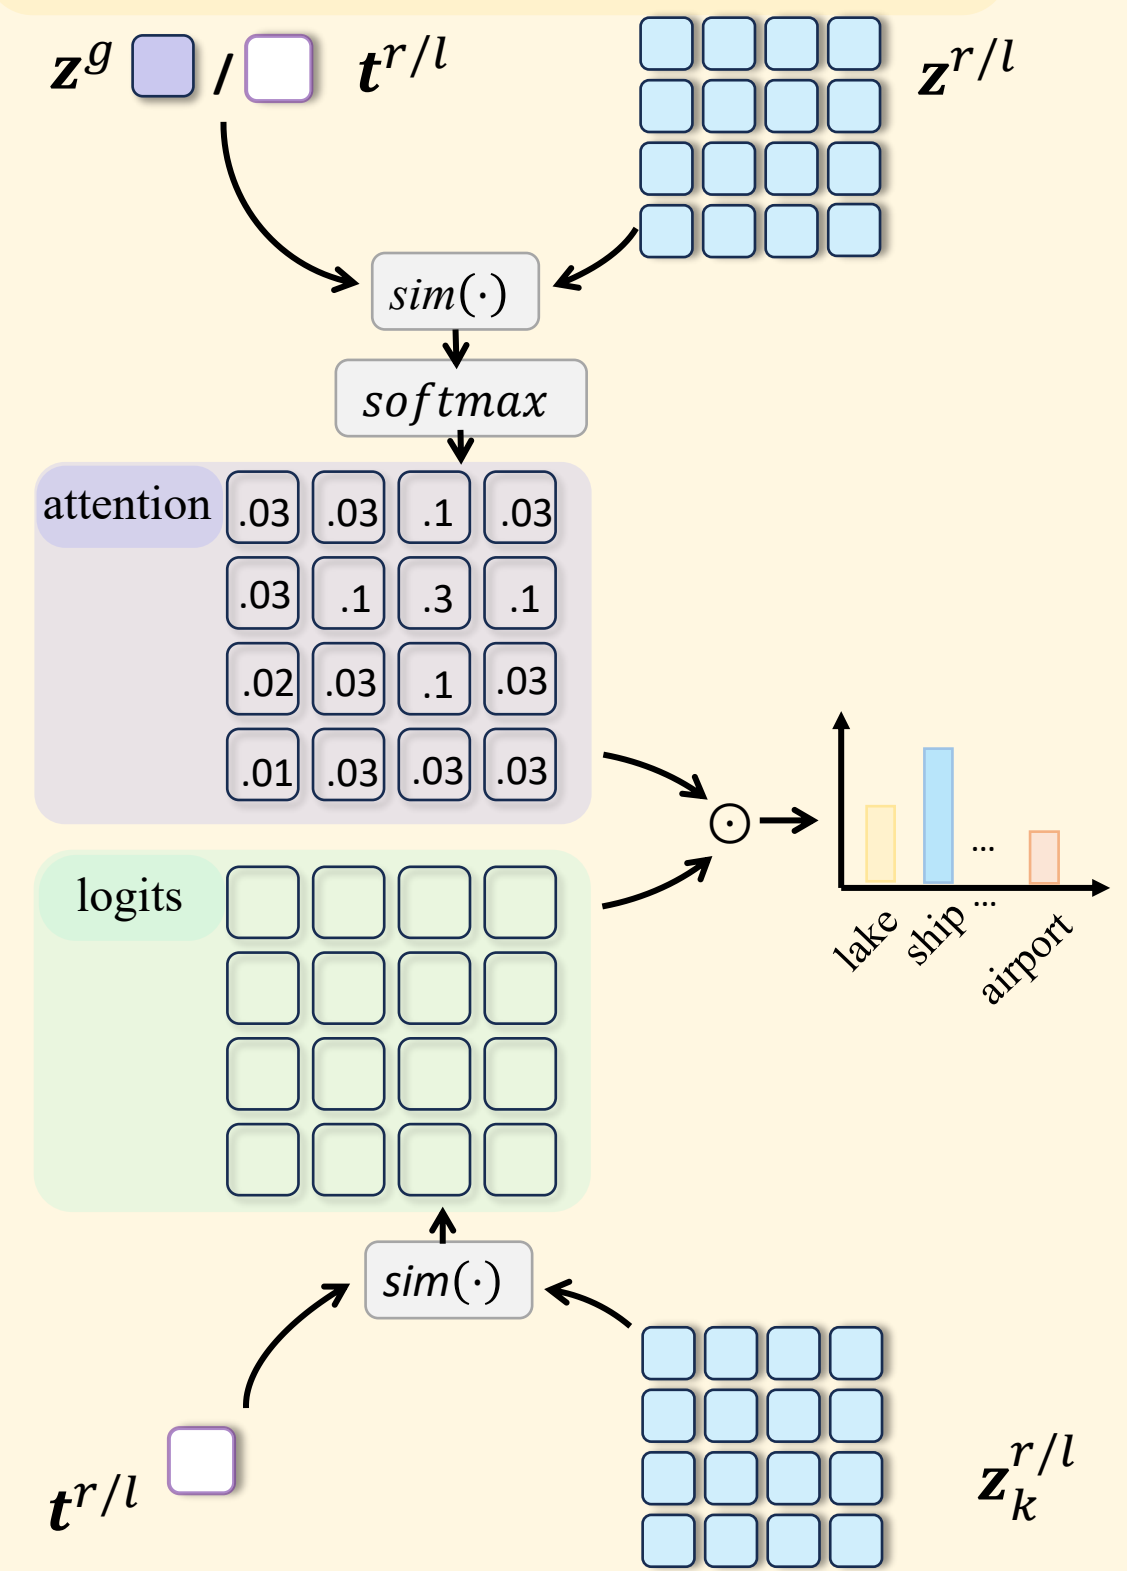 z^g / t^{r/l} z^{r/l}
sim(·)
softmax
attention
.03 .03 .1 .03
.03 .1 .3 .1
.02 .03 .1 .03
.01 .03 .03 .03
⊙
...
lake ship ... airport
logits
sim(·)
t^{r/l} z_k^{r/l}